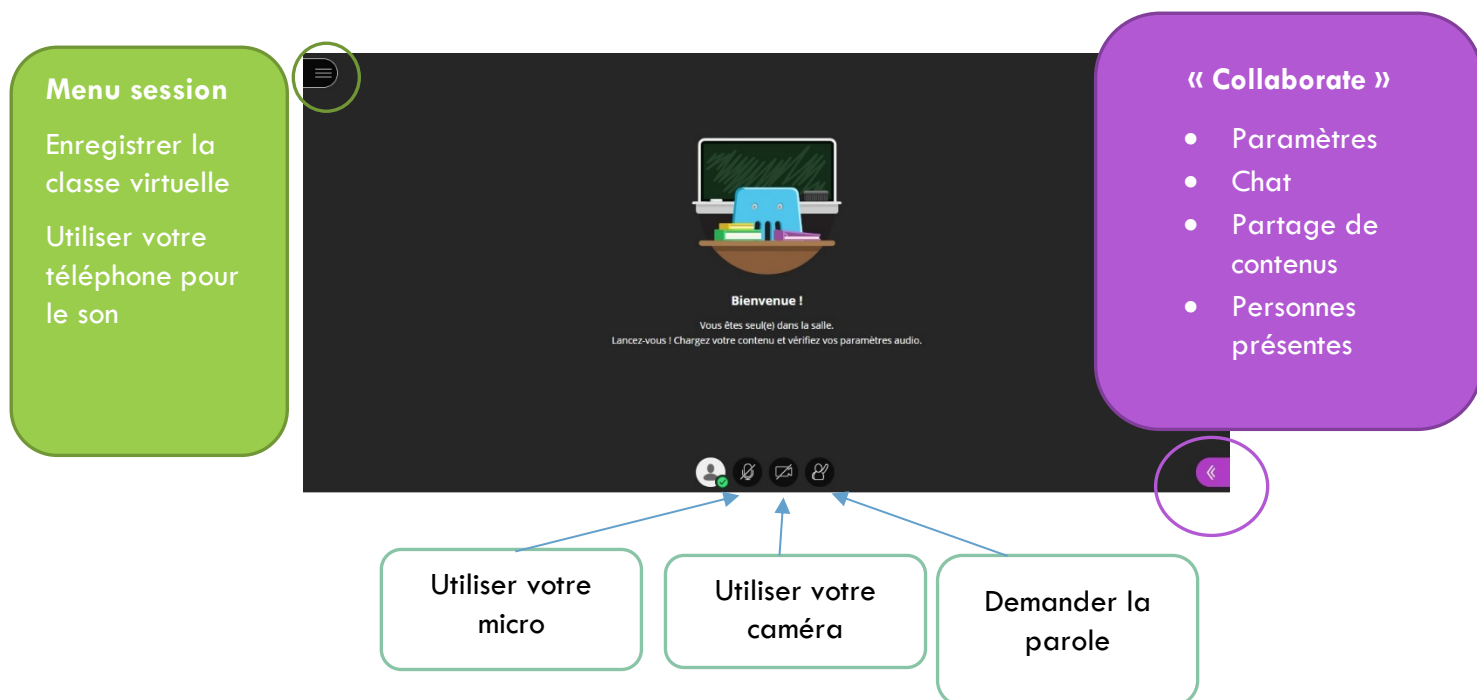 Menu session
Enregistrer la
classe virtuelle
Utiliser votre
téléphone pour
le son
Bienvenue !
Vous êtes seul(e) dans la salle.
Lancez-vous ! Chargez votre contenu et vérifiez vos paramètres audio.
« Collaborate »
• Paramètres
• Chat
• Partage de
contenus
• Personnes
présentes
Utiliser votre
micro
Utiliser votre
caméra
Demander la
parole